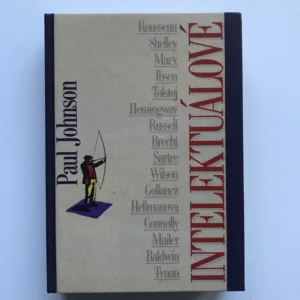 Paul Johnson
Rousseau
Shelley
Marx
Ibsen
Tolstoj
Hemingway
Russell
Brecht
Sartre
Wilson
Gollancz
Hellmanová
Connolly
Mailer
Baldwin
Tynan
INTELEKTUÁLOVÉ